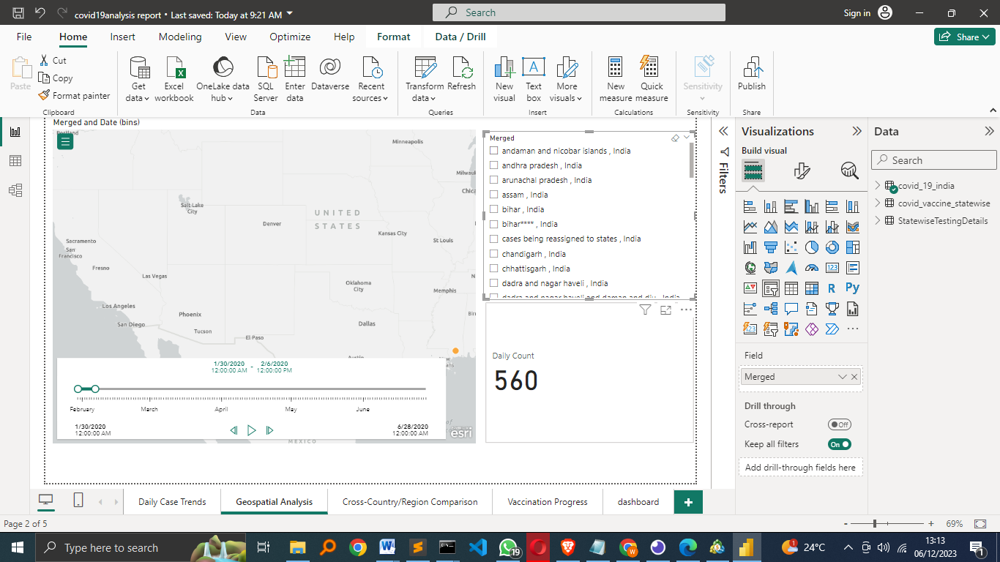 covid19analysis report • Last saved: Today at 9:21 AM
Search
Sign in
File Home Insert Modeling View Optimize Help Format Data / Drill
Share
Paste
Cut
Copy
Format painter
Get data
Excel workbook
OneLake data hub
SQL Server
Enter data
Dataverse
Recent sources
Transform data
Refresh
New visual
Text box
More visuals
New measure
Quick measure
Sensitivity
Publish
Clipboard Data Queries Insert Calculations Sensitivity Share
Merged and Date (bins)
Portland
Minneapolis
Milwau
Chica
Salt Lake City
UNITED STATES
Denver
Kansas City
St Louis
Sacramento
San Francisco
Fresno
Las Vegas
Oklahoma City
Memphis
Los Angeles
Phoenix
San Diego
Tucson
Dallas
El Paso
Austin
MEXICO
esri
1/30/2020 - 2/6/2020
12:00:00 AM 12:00:00 PM
February March April May June
1/30/2020 6/28/2020
12:00:00 AM 12:00:00 AM
Merged
andaman and nicobar islands , India
andhra pradesh , India
arunachal pradesh , India
assam , India
bihar , India
bihar**** , India
cases being reassigned to states , India
chandigarh , India
chhattisgarh , India
dadra and nagar haveli , India
dadra and nagar haveli and daman and diu , India
Daily Count
560
Filters
Visualizations
Build visual
R Py
123
Field
Merged
Drill through
Cross-report Off
Keep all filters On
Add drill-through fields here
Data
Search
covid_19_india
covid_vaccine_statewise
StatewiseTestingDetails
Daily Case Trends Geospatial Analysis Cross-Country/Region Comparison Vaccination Progress dashboard +
Page 2 of 5
- + 69%
Type here to search
19
1
24°C
13:13
06/12/2023
1